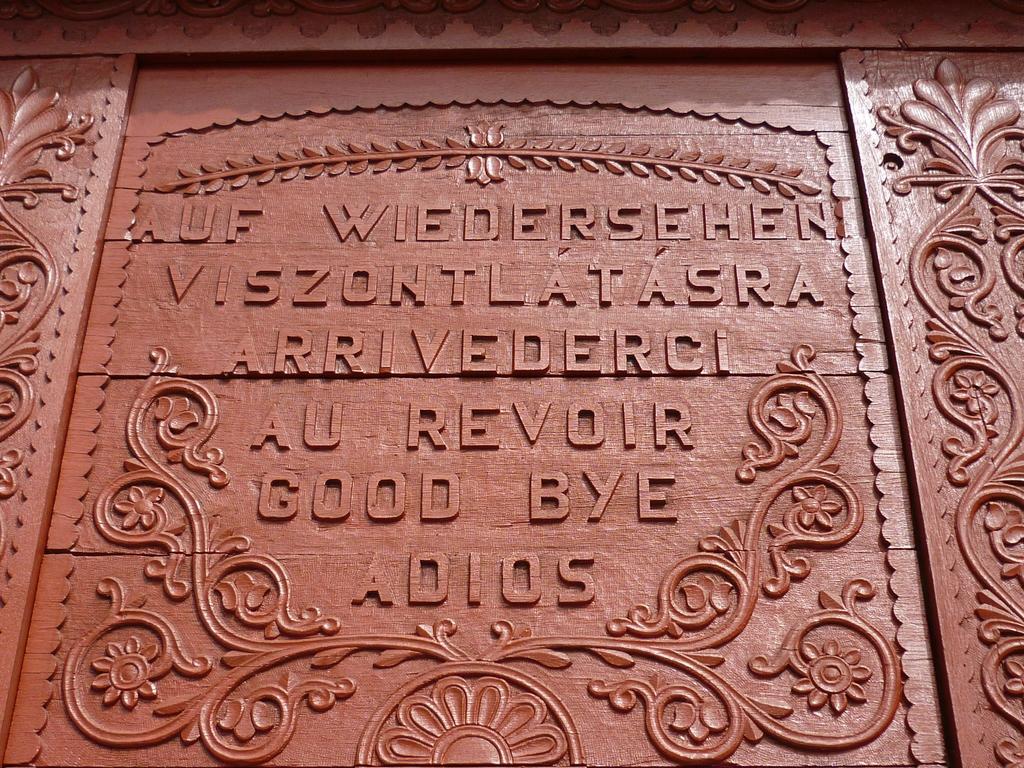 AUF WIEDERSEHEN
VISZONTLÁTÁSRA
ARRIVEDERCI
AU REVOIR
GOOD BYE
ADIOS